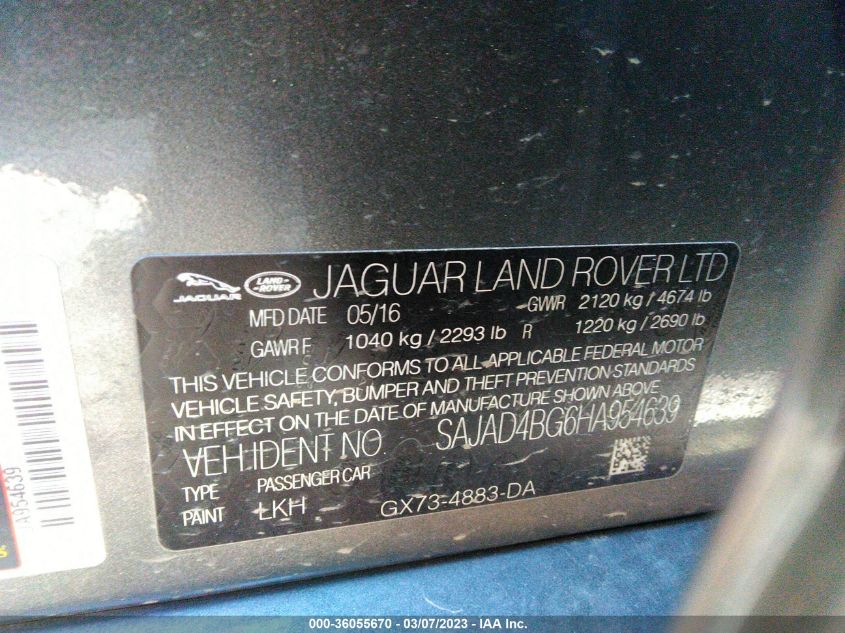 JAGUAR
LAND ROVER
JAGUAR LAND ROVER LTD
MFD DATE 05/16 GWR 2120 kg / 4674 lb
GAWR F 1040 kg / 2293 lb R 1220 kg / 2690 lb
THIS VEHICLE CONFORMS TO ALL APPLICABLE FEDERAL MOTOR
VEHICLE SAFETY, BUMPER AND THEFT PREVENTION STANDARDS
IN EFFECT ON THE DATE OF MANUFACTURE SHOWN ABOVE.
VEH.IDENT NO. SAJAD4BG6HA954639
TYPE PASSENGER CAR
PAINT LKH GX73-4883-DA
A954639
000-36055670 - 03/07/2023 - IAA Inc.